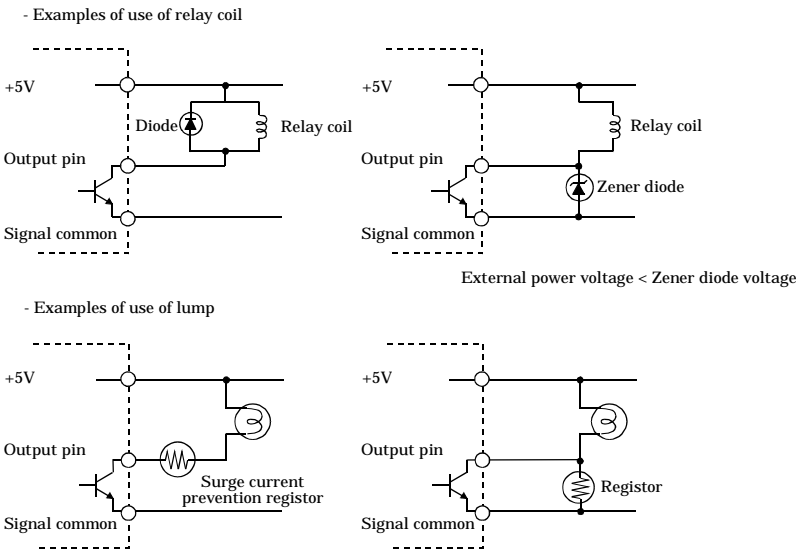 - Examples of use of relay coil
+5V
Diode
Relay coil
Output pin
Signal common
+5V
Relay coil
Output pin
Zener diode
Signal common
External power voltage < Zener diode voltage
- Examples of use of lump
+5V
Output pin
Surge current
prevention registor
Signal common
+5V
Output pin
Registor
Signal common